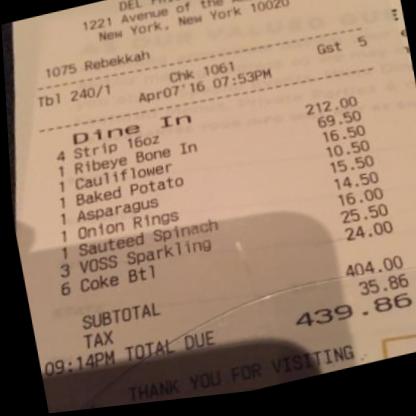 1221 Avenue of the
New York, New York 10020
1075 Rebekkah
Tbl 240/1 Chk 1061 Gst 5
Apr07'16 07:53PM
Dine In
4 Strip 16oz 212.00
1 Ribeye Bone In 69.50
1 Cauliflower 16.50
1 Baked Potato 10.50
1 Asparagus 15.50
1 Onion Rings 14.50
1 Sauteed Spinach 16.00
3 VOSS Sparkling 25.50
6 Coke Btl 24.00
SUBTOTAL 404.00
TAX 35.86
09:14PM TOTAL DUE 439.86
THANK YOU FOR VISITING